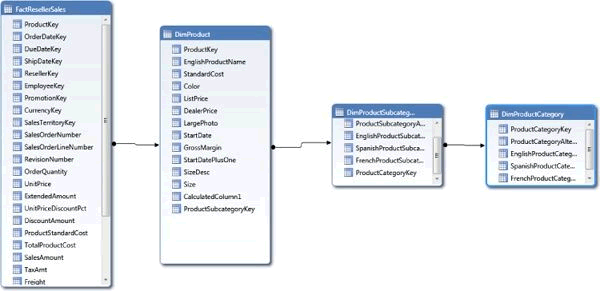 FactResellerSales
ProductKey
OrderDateKey
DueDateKey
ShipDateKey
ResellerKey
EmployeeKey
PromotionKey
CurrencyKey
SalesTerritoryKey
SalesOrderNumber
SalesOrderLineNumber
RevisionNumber
OrderQuantity
UnitPrice
ExtendedAmount
UnitPriceDiscountPct
DiscountAmount
ProductStandardCost
TotalProductCost
SalesAmount
TaxAmt
Freight
DimProduct
ProductKey
EnglishProductName
StandardCost
Color
ListPrice
DealerPrice
LargePhoto
StartDate
GrossMargin
StartDatePlusOne
SizeDesc
Size
CalculatedColumn1
ProductSubcategoryKey
DimProductSubcateg...
ProductSubcategoryA...
EnglishProductSubcat...
SpanishProductSubca...
FrenchProductSubcat...
ProductCategoryKey
DimProductCategory
ProductCategoryKey
ProductCategoryAlte...
EnglishProductCateg...
SpanishProductCate...
FrenchProductCateg...